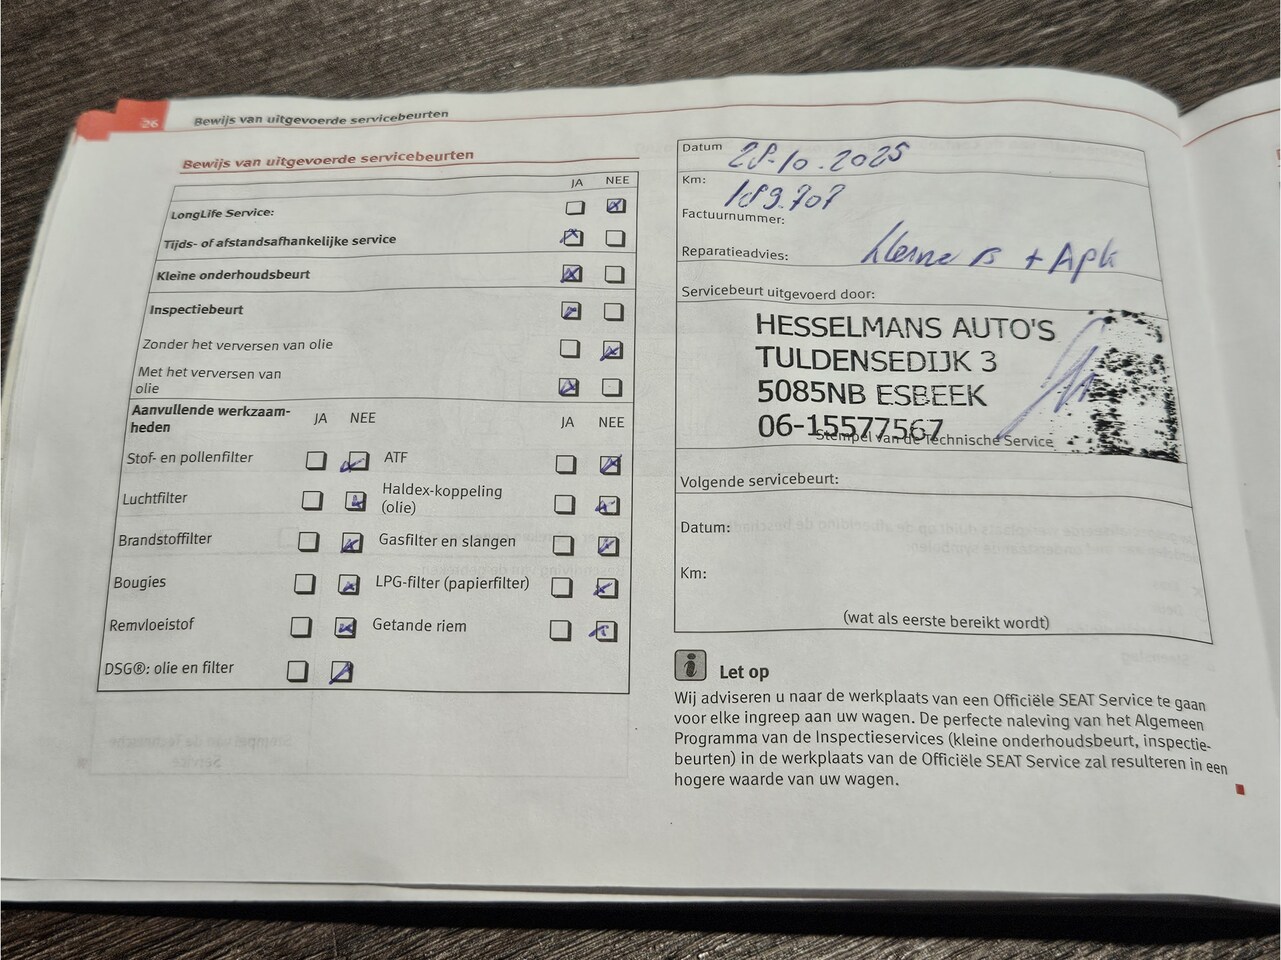 26 Bewijs van uitgevoerde servicebeurten
Bewijs van uitgevoerde servicebeurten
JA NEE
LongLife Service:
Tijds- of afstandsafhankelijke service
Kleine onderhoudsbeurt
Inspectiebeurt
Zonder het verversen van olie
Met het verversen van
olie
Aanvullende werkzaam-
heden
JA NEE JA NEE
Stof- en pollenfilter ATF
Luchtfilter Haldex-koppeling
(olie)
Brandstoffilter Gasfilter en slangen
Bougies LPG-filter (papierfilter)
Remvloeistof Getande riem
DSG®: olie en filter
Datum 28-10.2025
Km: 189.707
Factuurnummer:
Reparatieadvies: kleine B + Apk
Servicebeurt uitgevoerd door:
HESSELMANS AUTO'S
TULDENSEDIJK 3
5085NB ESBEEK
06-15577567
Stempel van de Technische Service
Volgende servicebeurt:
Datum:
Km:
(wat als eerste bereikt wordt)
Let op
Wij adviseren u naar de werkplaats van een Officiële SEAT Service te gaan
voor elke ingreep aan uw wagen. De perfecte naleving van het Algemeen
Programma van de Inspectieservices (kleine onderhoudsbeurt, inspectie-
beurten) in de werkplaats van de Officiële SEAT Service zal resulteren in een
hogere waarde van uw wagen.